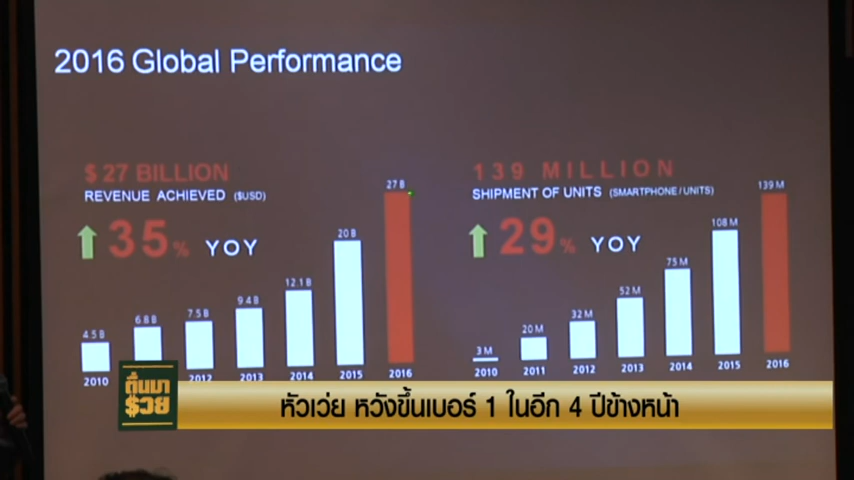 2016 Global Performance
$ 27 BILLION
REVENUE ACHIEVED ($USD)
35% YOY
4.5 B
6.8 B
7.5 B
9.4 B
12.1 B
20 B
27 B
2010
2012
2013
2014
2015
2016
139 MILLION
SHIPMENT OF UNITS (SMARTPHONE/UNITS)
29% YOY
3 M
20 M
32 M
52 M
75 M
108 M
139 M
2010
2011
2012
2013
2014
2015
2016
ตื่นมา
รวย
หัวเว่ย หวังขึ้นเบอร์ 1 ในอีก 4 ปีข้างหน้า